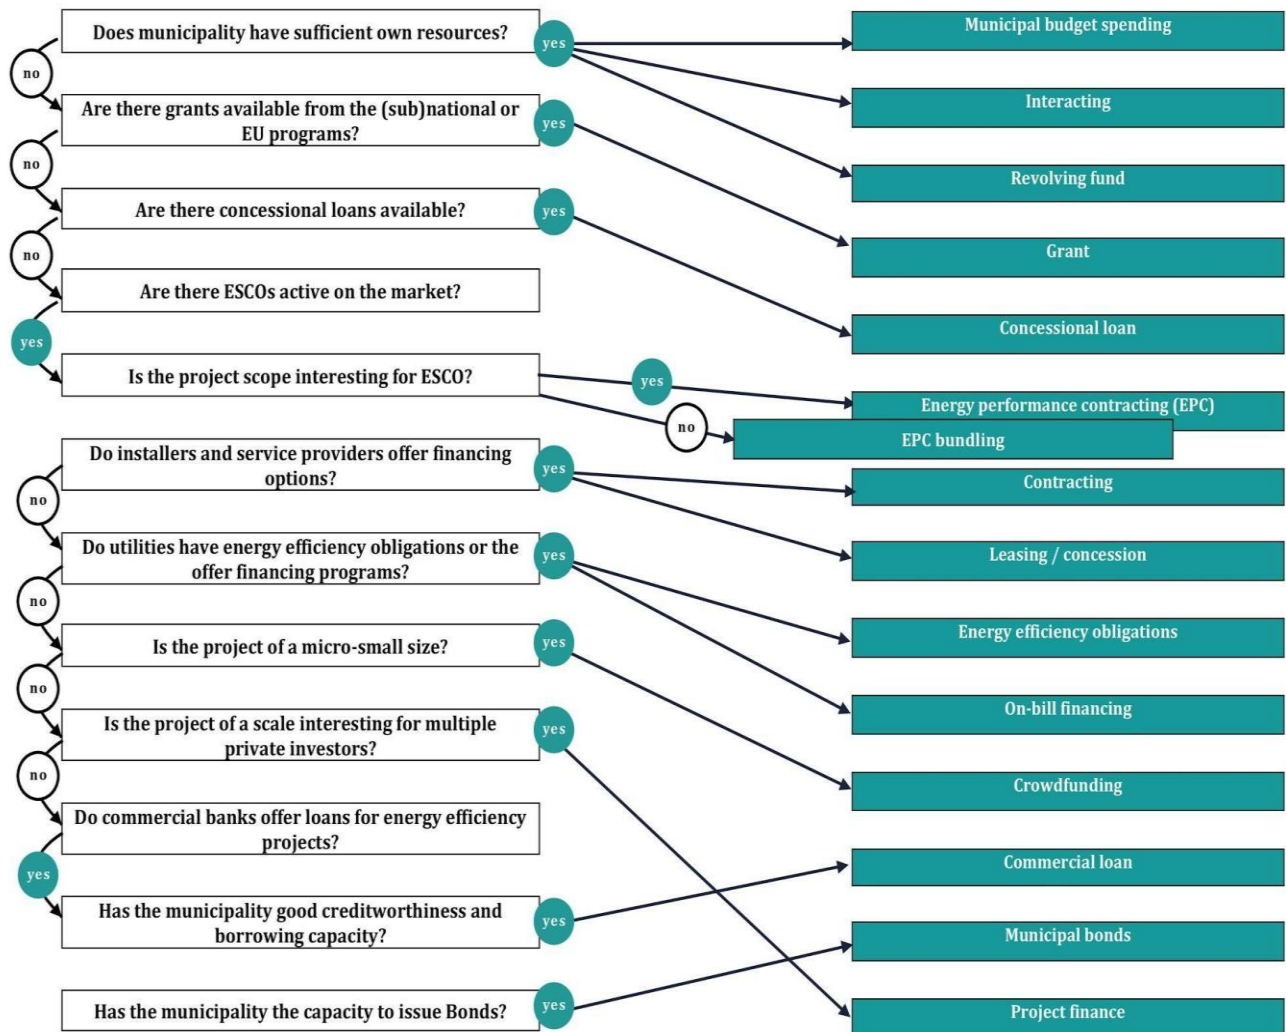 Does municipality have sufficient own resources?
yes
Municipal budget spending
no
Interacting
Are there grants available from the (sub)national or
EU programs?
yes
Revolving fund
no
Are there concessional loans available?
yes
Grant
no
Are there ESCOs active on the market?
Concessional loan
yes
Is the project scope interesting for ESCO?
yes
Energy performance contracting (EPC)
no
EPC bundling
Do installers and service providers offer financing
options?
yes
Contracting
no
Do utilities have energy efficiency obligations or the
offer financing programs?
yes
Leasing / concession
no
Energy efficiency obligations
Is the project of a micro-small size?
yes
no
On-bill financing
Is the project of a scale interesting for multiple
private investors?
yes
no
Crowdfunding
Do commercial banks offer loans for energy efficiency
projects?
yes
Commercial loan
Has the municipality good creditworthiness and
borrowing capacity?
yes
Municipal bonds
Has the municipality the capacity to issue Bonds?
yes
Project finance